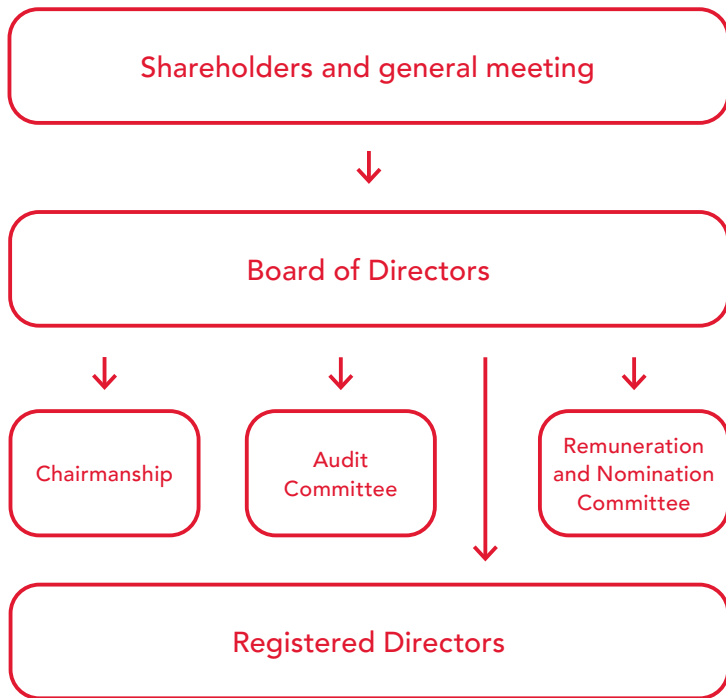 Shareholders and general meeting
Board of Directors
Chairmanship
Audit
Committee
Remuneration
and Nomination
Committee
Registered Directors